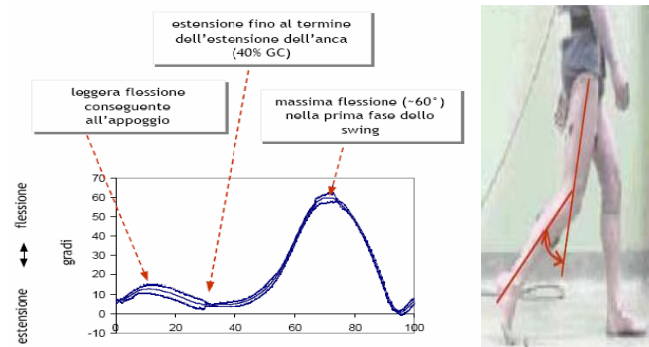 estensione fino al termine
dell'estensione dell'anca
(40% GC)
leggera flessione
conseguente
all'appoggio
massima flessione (~60°)
nella prima fase dello
swing
estensione ↔ flessione
gradi
70
60
50
40
30
20
10
0
-10
0 20 40 60 80 100